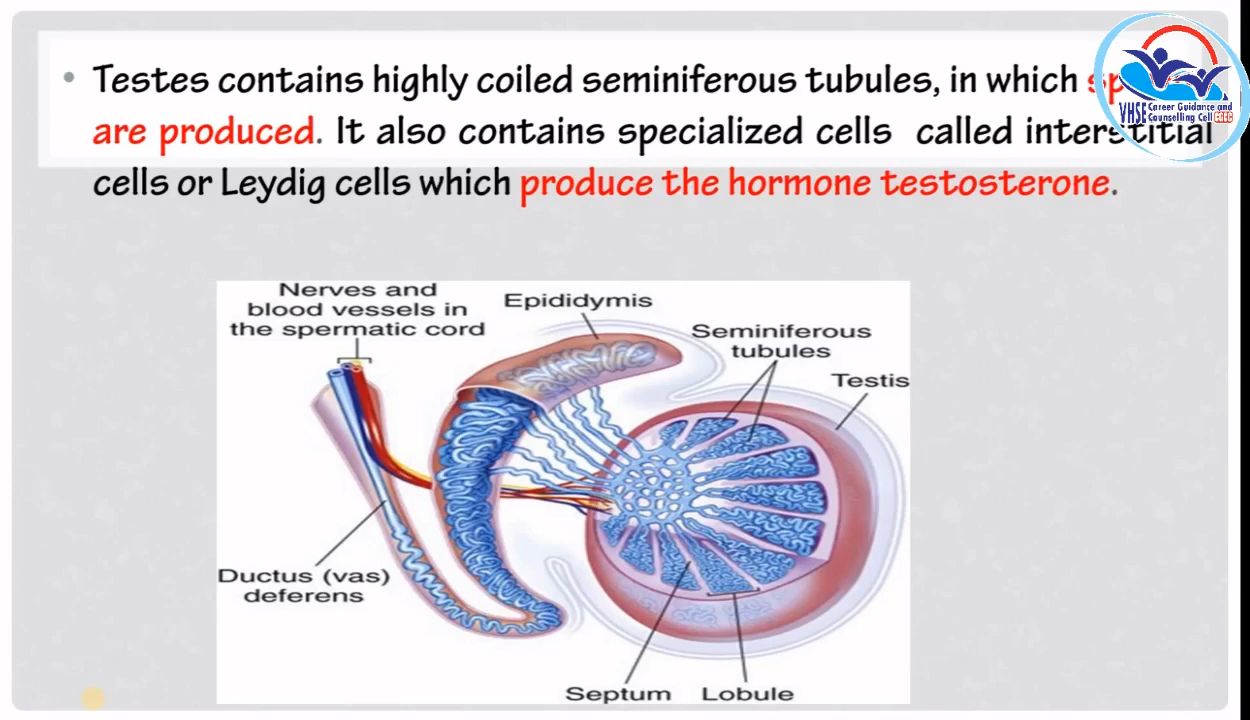 • Testes contains highly coiled seminiferous tubules, in which
are produced. It also contains specialized cells called interstitial
cells or Leydig cells which produce the hormone testosterone.
VHSE Career Guidance and
Counselling Cell CGCC
Nerves and
blood vessels in
the spermatic cord
Epididymis
Seminiferous
tubules
Testis
Ductus (vas)
deferens
Septum Lobule